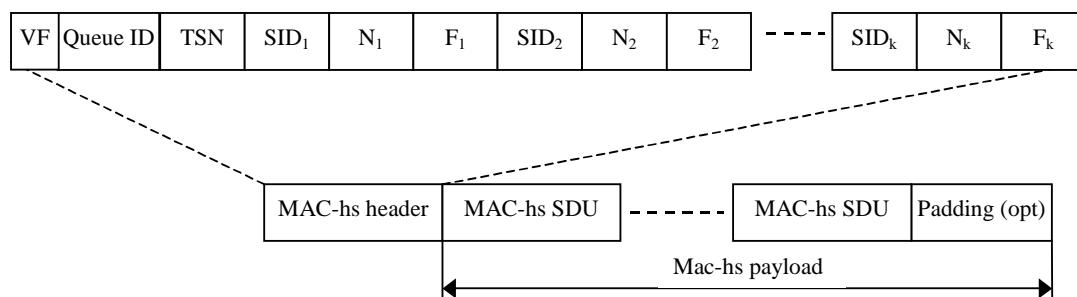 VF Queue ID TSN SID₁ N₁ F₁ SID₂ N₂ F₂ SIDₖ Nₖ Fₖ
MAC-hs header MAC-hs SDU MAC-hs SDU Padding (opt)
Mac-hs payload